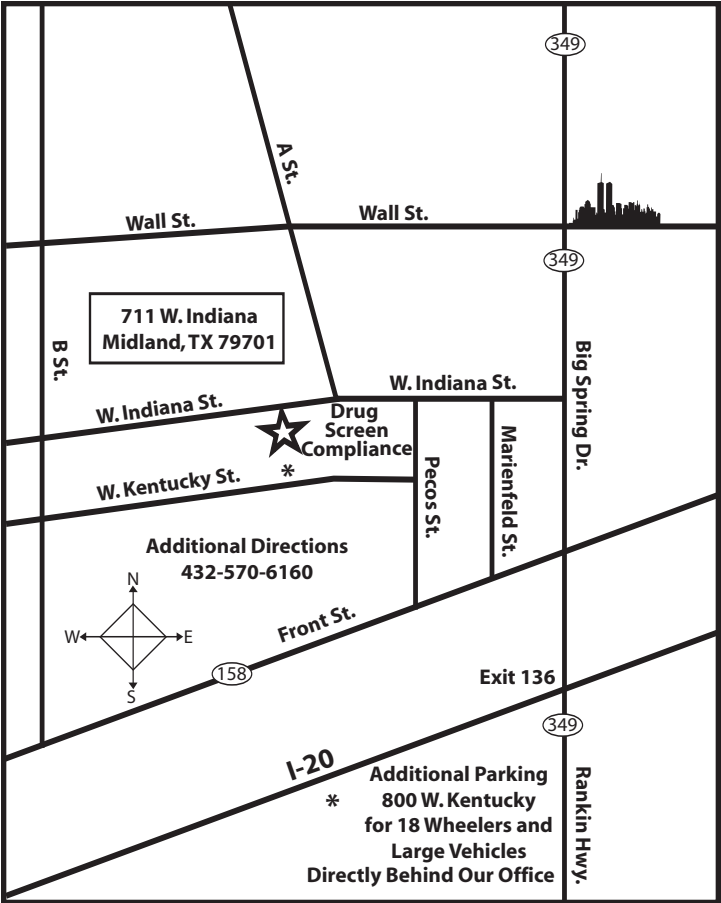 349
A St.
Wall St.
Wall St.
349
711 W. Indiana
Midland, TX 79701
B St.
Big Spring Dr.
W. Indiana St.
W. Indiana St.
Drug
Screen
Compliance
*
W. Kentucky St.
Pecos St.
Marienfeld St.
Additional Directions
432-570-6160
N
W
E
S
Front St.
158
Exit 136
349
I-20
Additional Parking
* 800 W. Kentucky
for 18 Wheelers and
Large Vehicles
Directly Behind Our Office
Rankin Hwy.